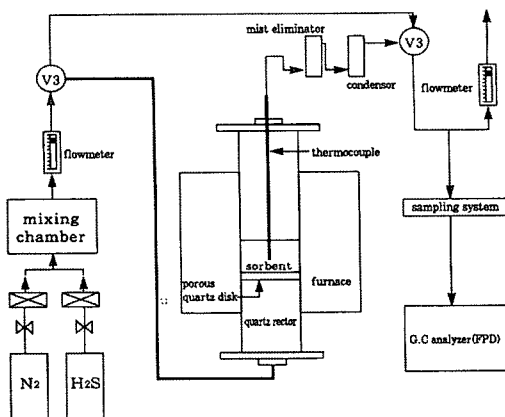 mist eliminator
V3
V3
condensor
flowmeter
flowmeter
thermocouple
mixing
chamber
sampling system
sorbent
porous
quartz disk
furnace
quartz rector
G.C analyzer(FPD)
N2
H2S